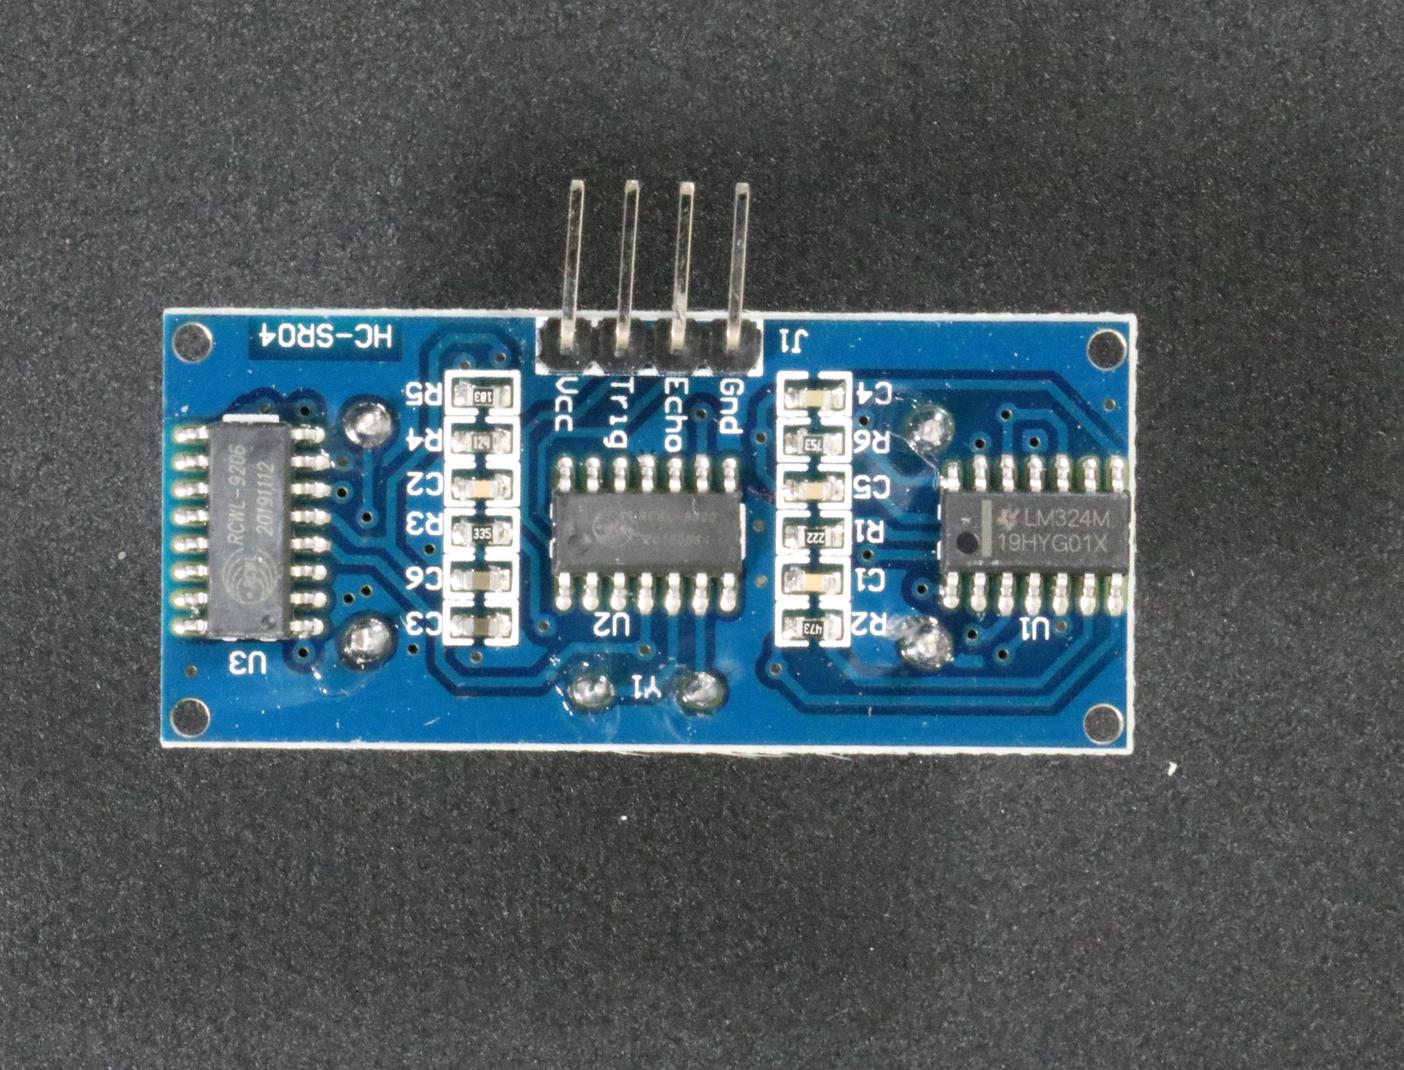 HC-SR04
J1
Vcc
Trig
Echo
Gnd
R5
103
R4
124
C2
R3
335
C6
C3
C4
R6
753
C5
R1
222
C1
R2
473
RCWL-9206
20191112
U3
U2
Y1
LM324M
19HYG01X
U1